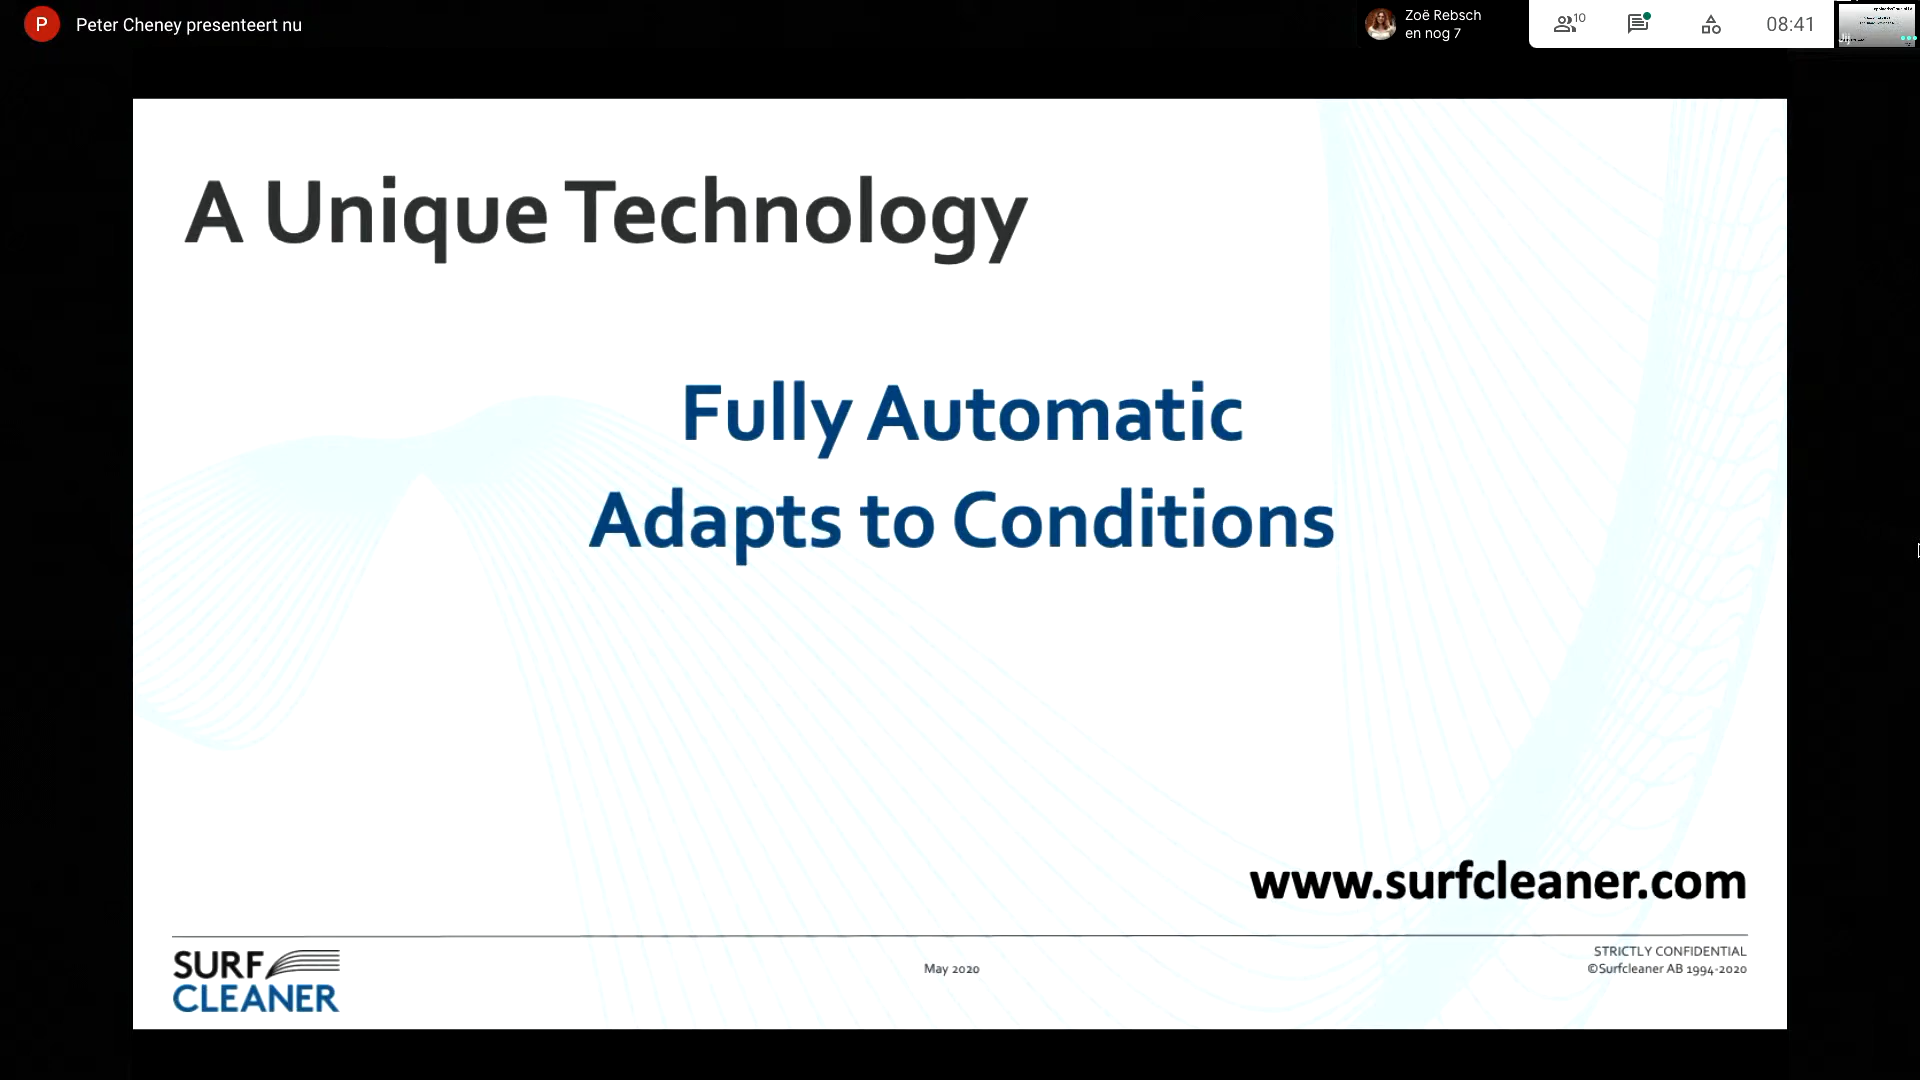 P
Peter Cheney presenteert nu
Zoë Rebsch
en nog 7
10
08:41
A Unique Technology
Fully Automatic
Adapts to Conditions
www.surfcleaner.com
SURF
CLEANER
May 2020
STRICTLY CONFIDENTIAL
©Surfcleaner AB 1994-2020